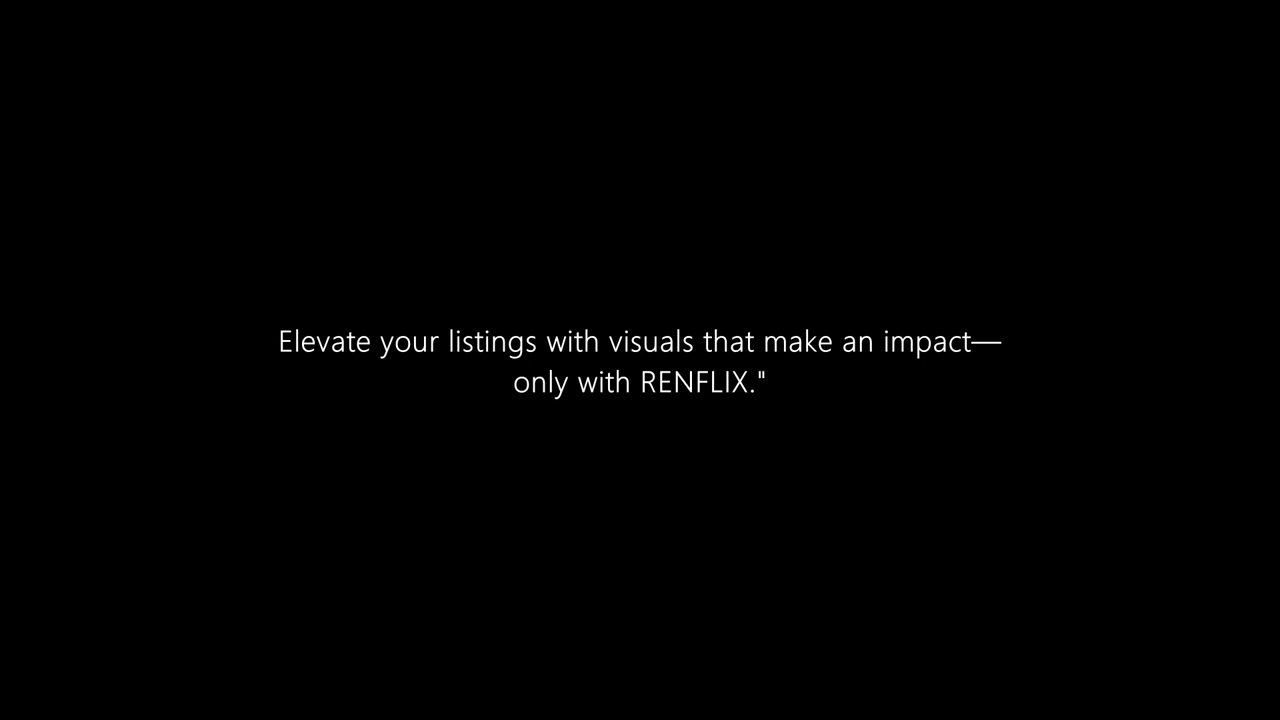 Elevate your listings with visuals that make an impact—
only with RENFLIX."